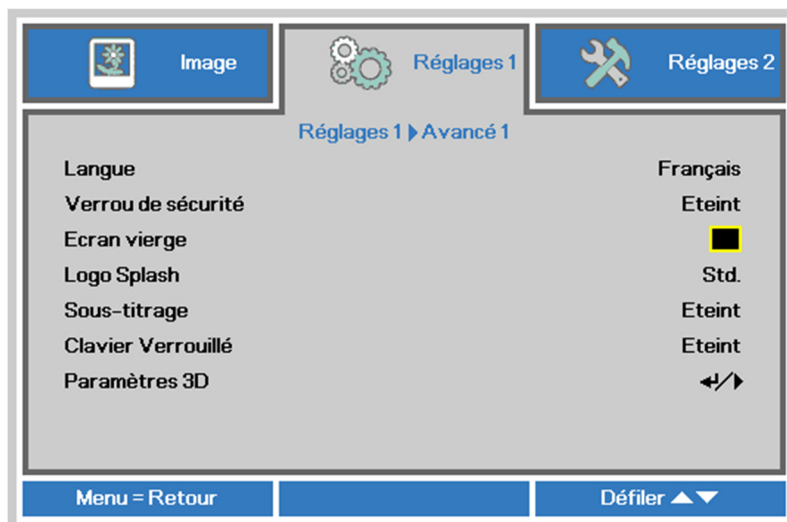 Image
Réglages 1
Réglages 2
Réglages 1 Avancé 1
Langue Français
Verrou de sécurité Eteint
Ecran vierge
Logo Splash Std.
Sous-titrage Eteint
Clavier Verrouillé Eteint
Paramètres 3D
Menu = Retour
Défiler